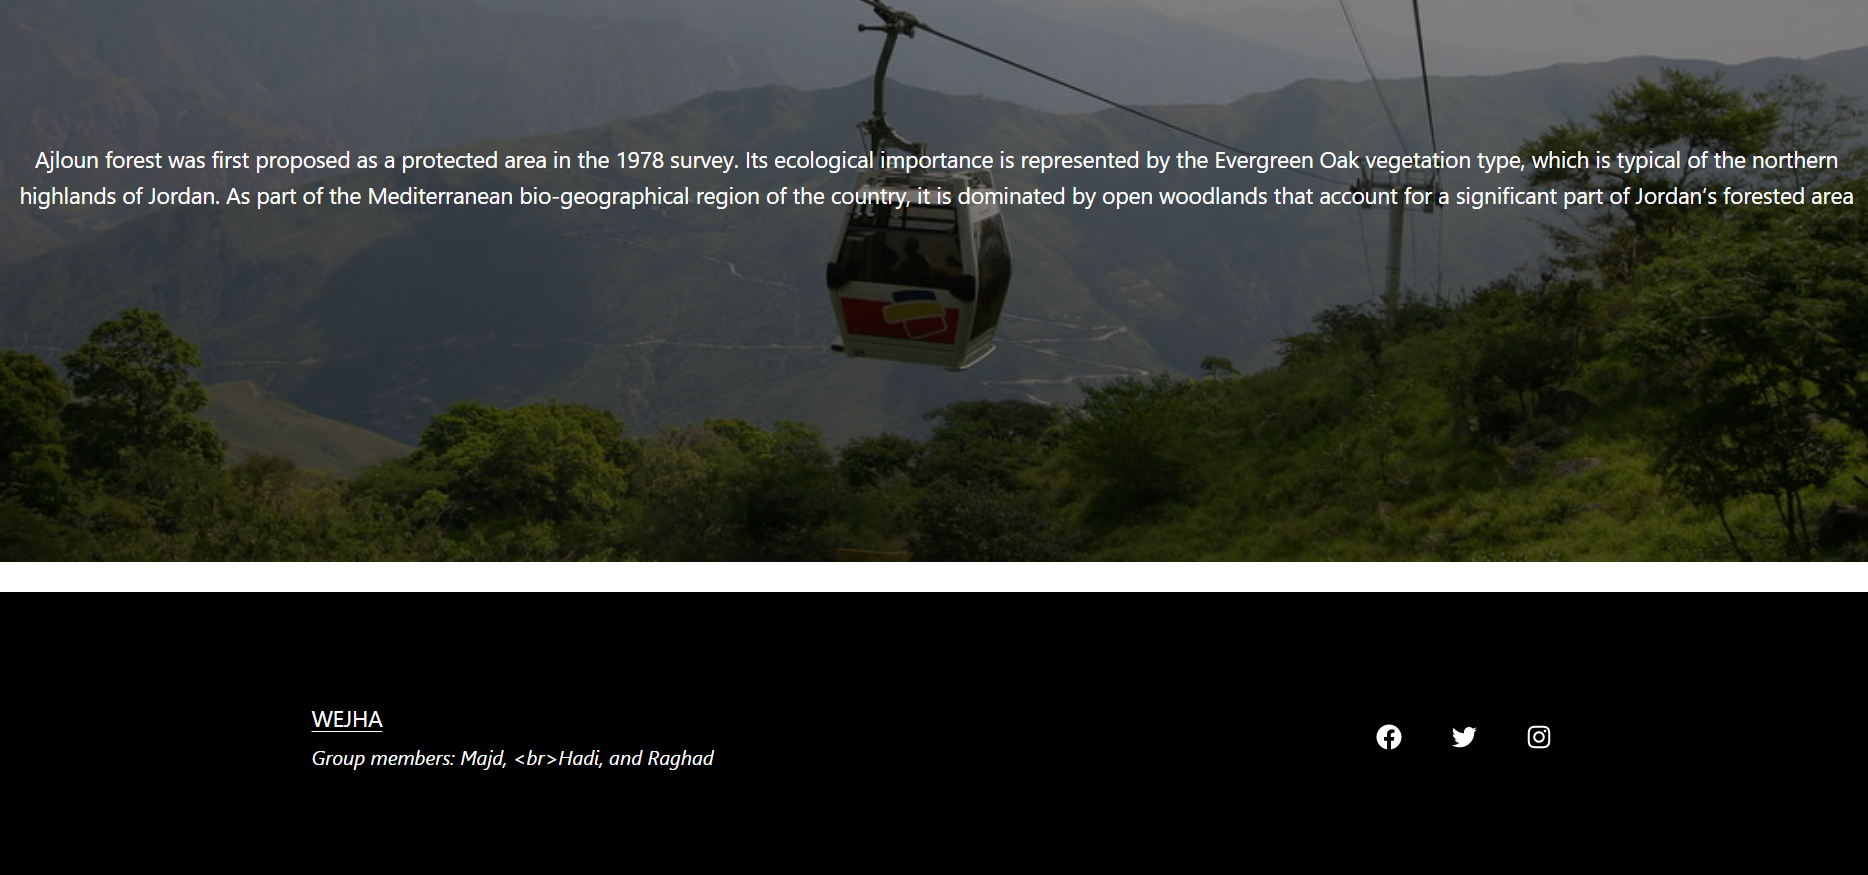 Ajloun forest was first proposed as a protected area in the 1978 survey. Its ecological importance is represented by the Evergreen Oak vegetation type, which is typical of the northern
highlands of Jordan. As part of the Mediterranean bio-geographical region of the country, it is dominated by open woodlands that account for a significant part of Jordan’s forested area
WEJHA
Group members: Majd, <br>Hadi, and Raghad